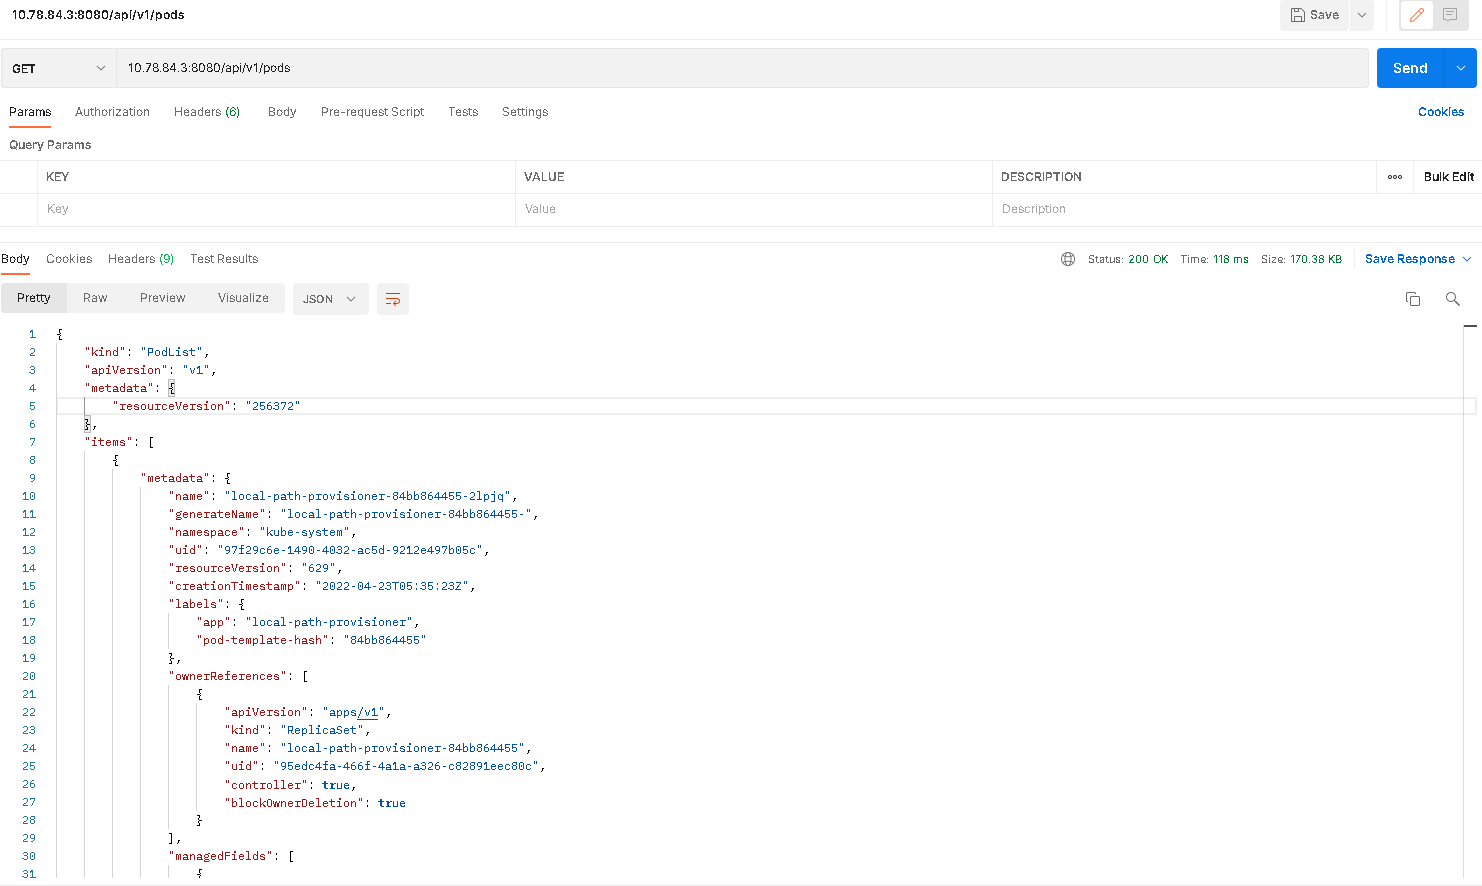 10.78.84.3:8080/api/v1/pods
Save
GET 10.78.84.3:8080/api/v1/pods Send
Params Authorization Headers (6) Body Pre-request Script Tests Settings Cookies
Query Params
KEY VALUE DESCRIPTION ooo Bulk Edit
Key Value Description
Body Cookies Headers (9) Test Results Status: 200 OK Time: 118 ms Size: 170.38 KB Save Response
Pretty Raw Preview Visualize JSON
1 {
2 "kind": "PodList",
3 "apiVersion": "v1",
4 "metadata": {
5 "resourceVersion": "256372"
6 },
7 "items": [
8 {
9 "metadata": {
10 "name": "local-path-provisioner-84bb864455-2lpjq",
11 "generateName": "local-path-provisioner-84bb864455-",
12 "namespace": "kube-system",
13 "uid": "97f29c6e-1490-4032-ac5d-9212e497b05c",
14 "resourceVersion": "629",
15 "creationTimestamp": "2022-04-23T05:35:23Z",
16 "labels": {
17 "app": "local-path-provisioner",
18 "pod-template-hash": "84bb864455"
19 },
20 "ownerReferences": [
21 {
22 "apiVersion": "apps/v1",
23 "kind": "ReplicaSet",
24 "name": "local-path-provisioner-84bb864455",
25 "uid": "95edc4fa-466f-4a1a-a326-c82891eec80c",
26 "controller": true,
27 "blockOwnerDeletion": true
28 }
29 ],
30 "managedFields": [
31 {